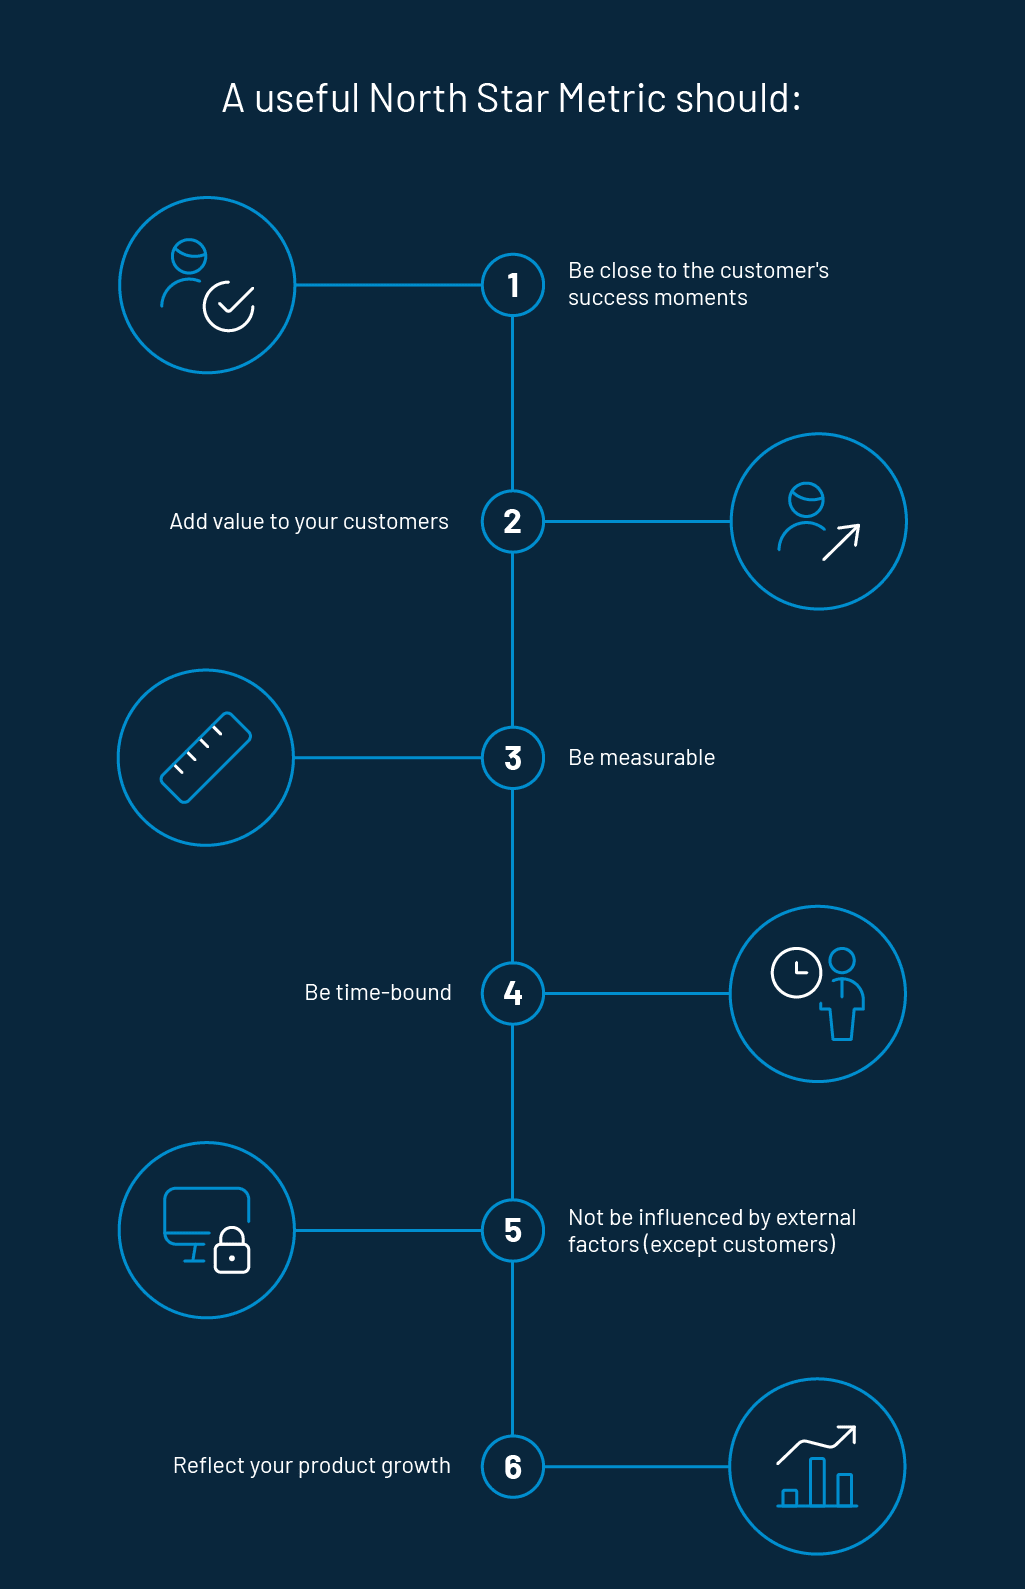 A useful North Star Metric should:
1
Be close to the customer's
success moments
Add value to your customers
2
3
Be measurable
Be time-bound
4
5
Not be influenced by external
factors (except customers)
Reflect your product growth
6